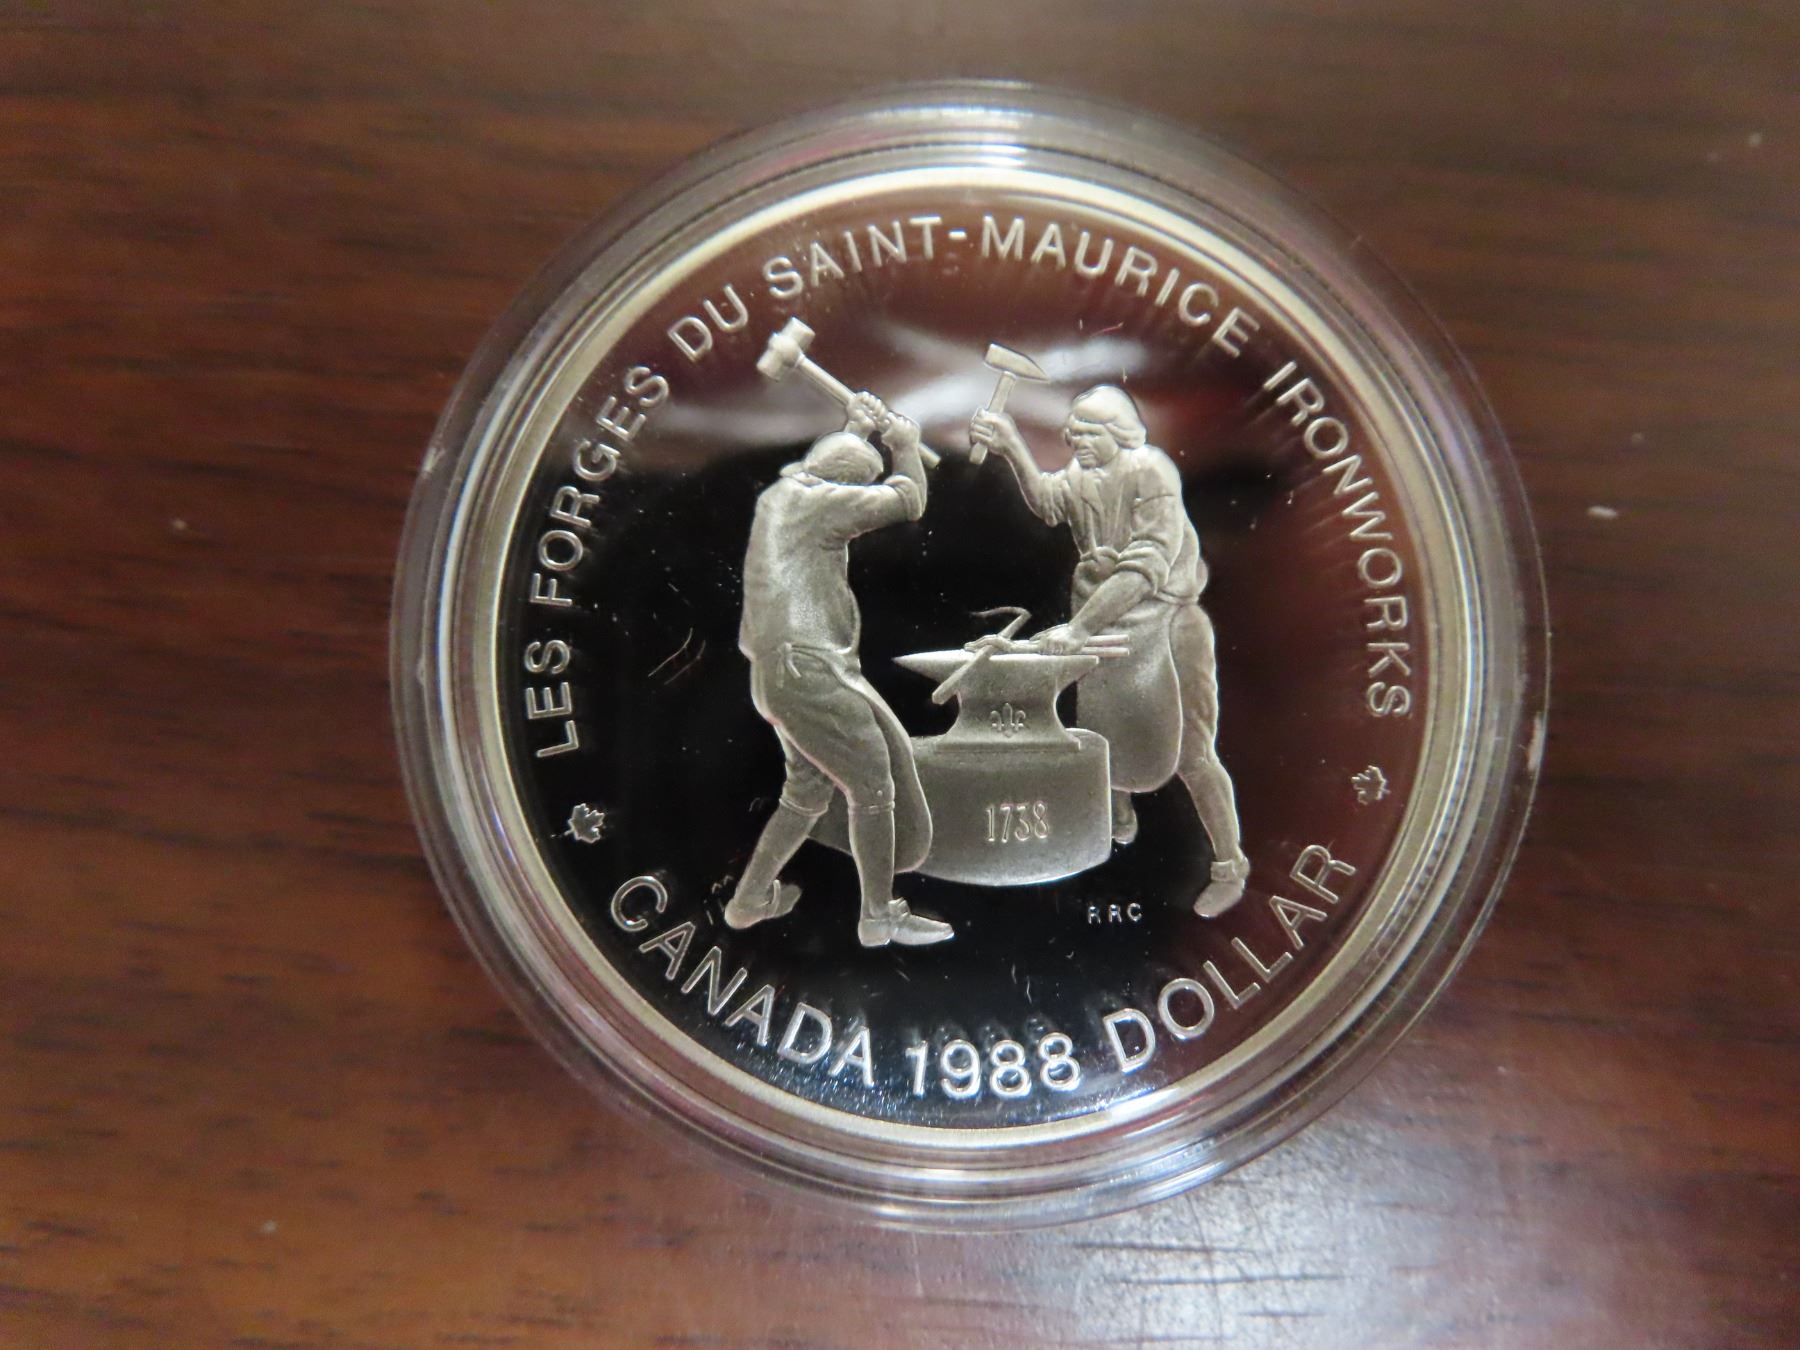 LES FORGES DU SAINT-MAURICE IRONWORKS
1738
RRC
CANADA 1988 DOLLAR